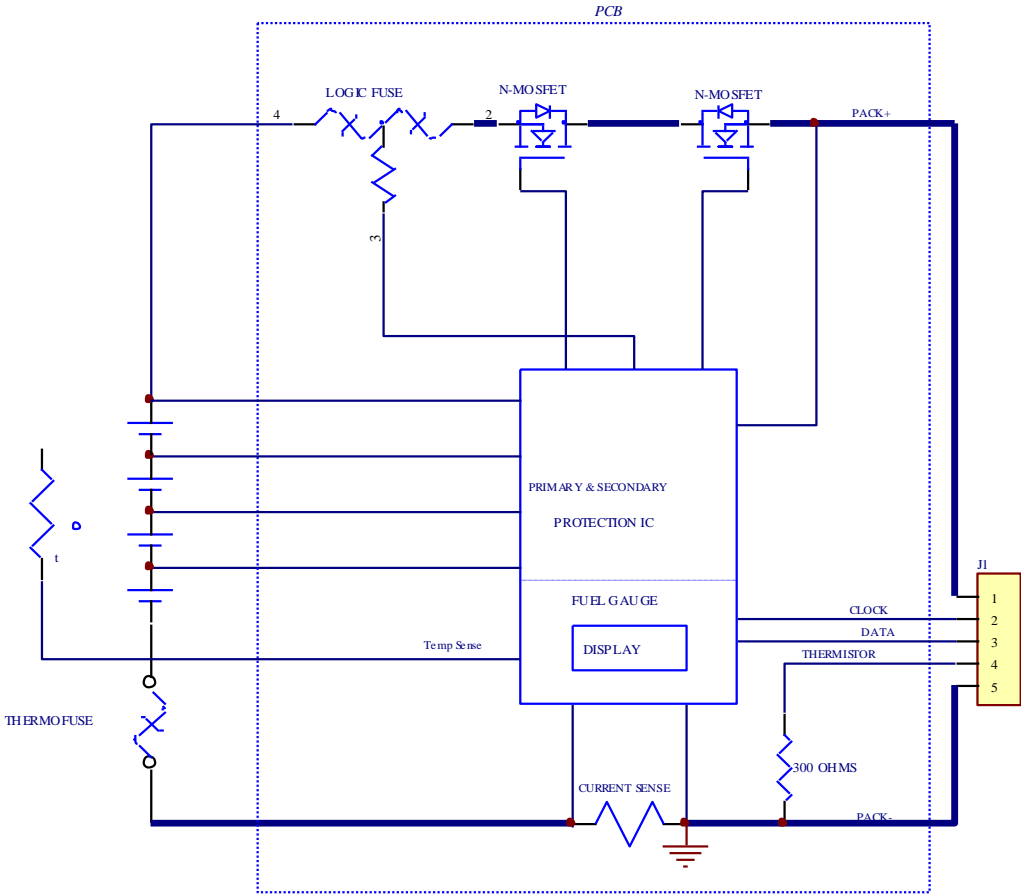 PCB
LOGIC FUSE
N-MOSFET
N-MOSFET
4
2
PACK+
3
PRIMARY & SECONDARY
PROTECTION IC
t
J1
FUEL GAUGE
1
CLOCK
2
DATA
3
Temp Sense
DISPLAY
THERMISTOR
4
5
THERMOFUSE
300 OHMS
CURRENT SENSE
PACK-